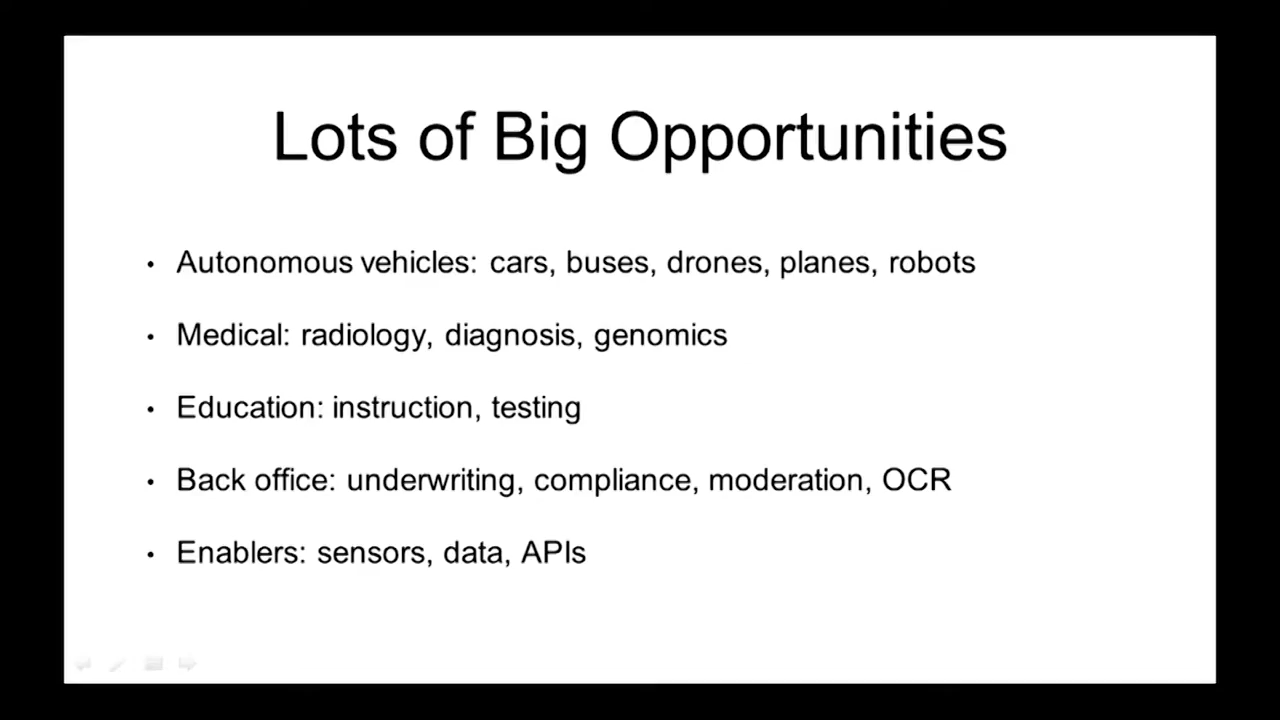 Lots of Big Opportunities
• Autonomous vehicles: cars, buses, drones, planes, robots
• Medical: radiology, diagnosis, genomics
• Education: instruction, testing
• Back office: underwriting, compliance, moderation, OCR
• Enablers: sensors, data, APIs